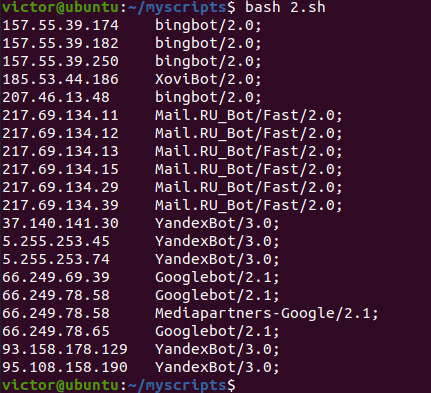 victor@ubuntu:~/myscripts$ bash 2.sh
157.55.39.174    bingbot/2.0;
157.55.39.182    bingbot/2.0;
157.55.39.250    bingbot/2.0;
185.53.44.186    XoviBot/2.0;
207.46.13.48     bingbot/2.0;
217.69.134.11    Mail.RU_Bot/Fast/2.0;
217.69.134.12    Mail.RU_Bot/Fast/2.0;
217.69.134.13    Mail.RU_Bot/Fast/2.0;
217.69.134.15    Mail.RU_Bot/Fast/2.0;
217.69.134.29    Mail.RU_Bot/Fast/2.0;
217.69.134.39    Mail.RU_Bot/Fast/2.0;
37.140.141.30    YandexBot/3.0;
5.255.253.45     YandexBot/3.0;
5.255.253.74     YandexBot/3.0;
66.249.69.39     Googlebot/2.1;
66.249.78.58     Googlebot/2.1;
66.249.78.58     Mediapartners-Google/2.1;
66.249.78.65     Googlebot/2.1;
93.158.178.129   YandexBot/3.0;
95.108.158.190   YandexBot/3.0;
victor@ubuntu:~/myscripts$